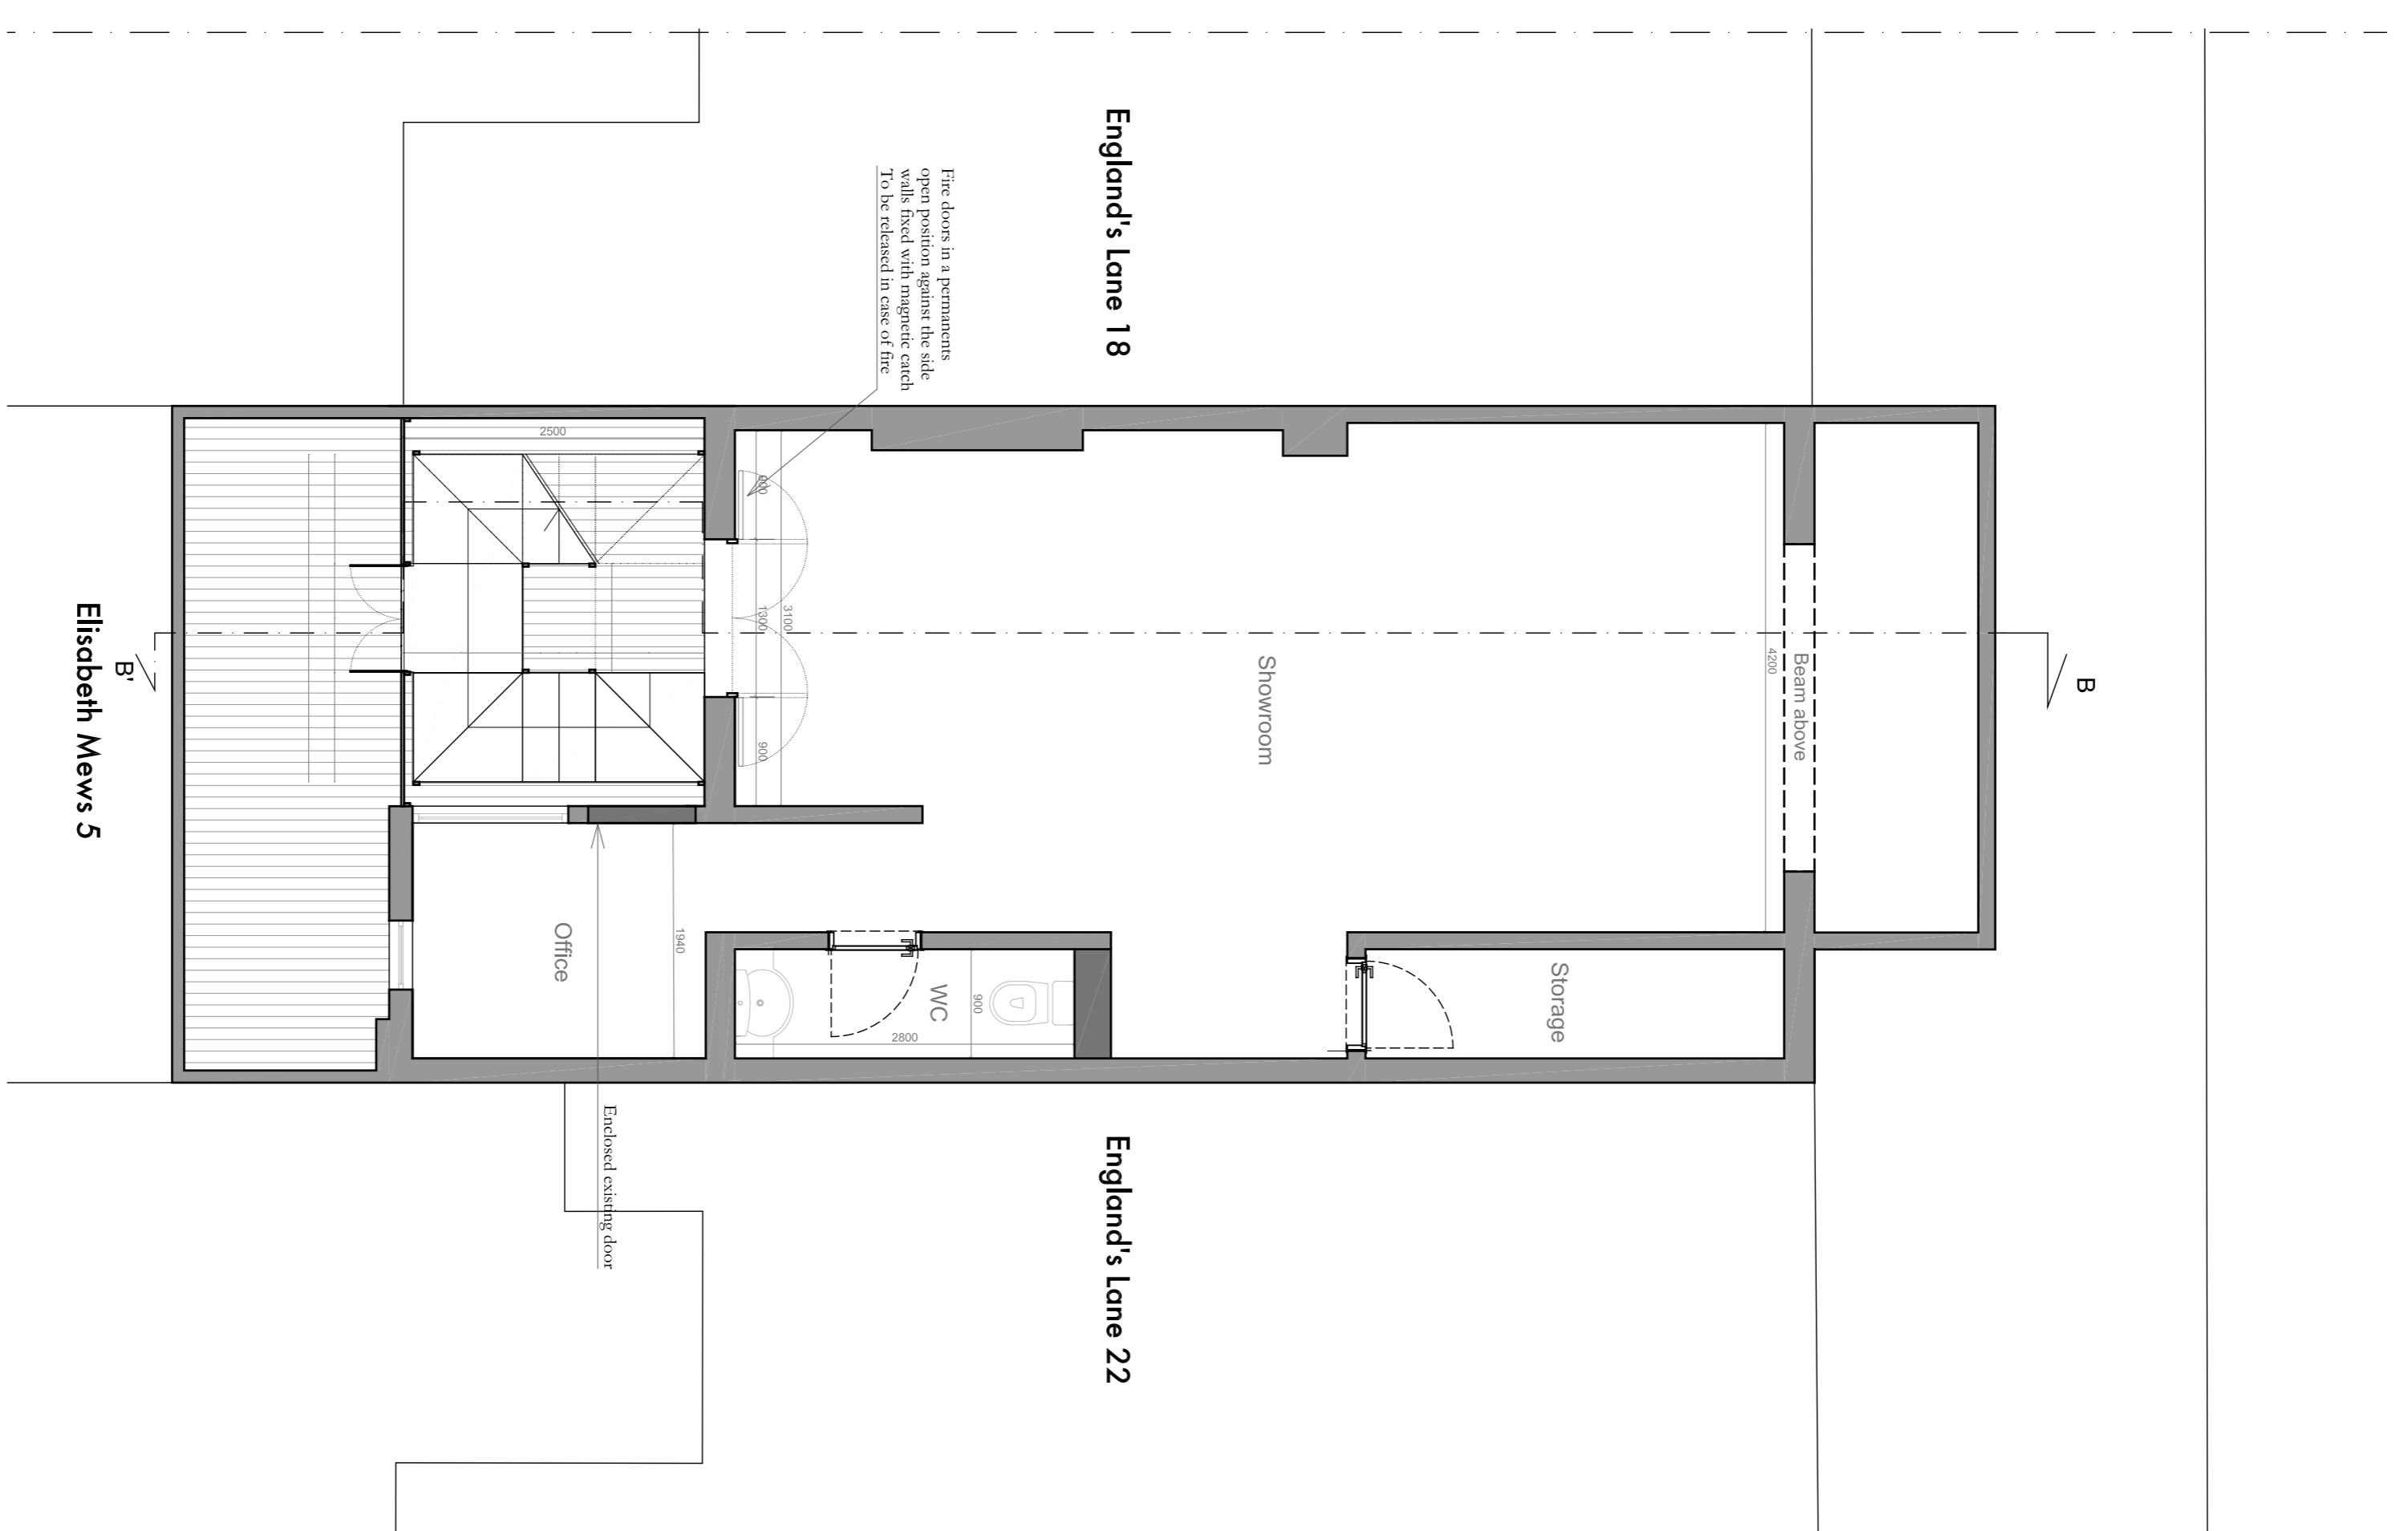 England's Lane 18
England's Lane 22
Elisabeth Mews 5
Fire doors in a permanents
open position against the side
walls fixed with magnetic catch
To be released in case of fire
Enclosed existing door
B
B'
Beam above
4200
Showroom
Storage
WC
900
2800
Office
1940
2500
900
1300
900
3100